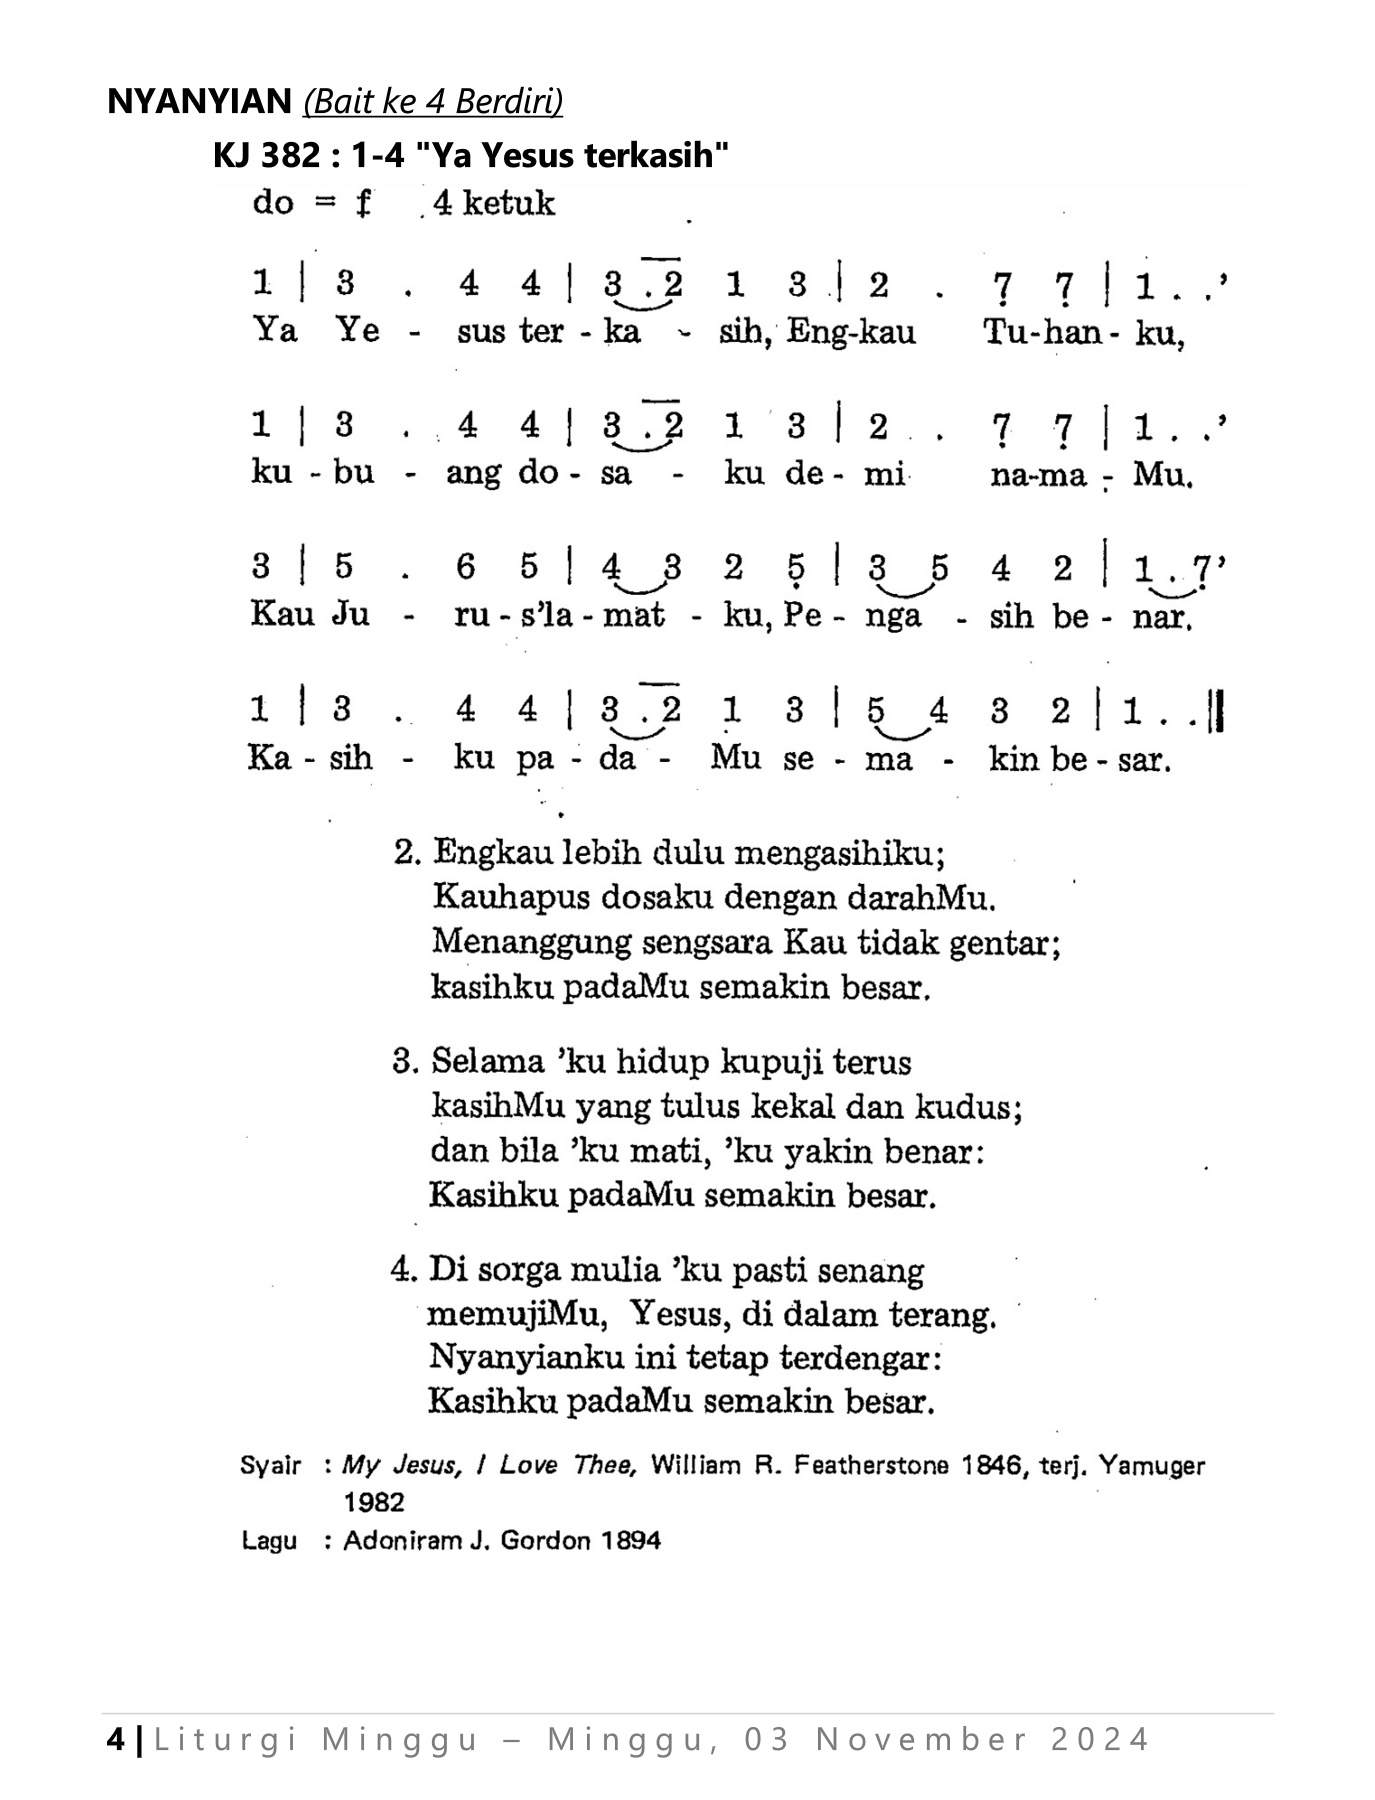 NYANYIAN (Bait ke 4 Berdiri)
KJ 382 : 1-4 "Ya Yesus terkasih"
do = f 4 ketuk
1 | 3 . 4 4 | 3 . 2 1 3 | 2 . 7̣ 7̣ | 1 . . ’
Ya Ye - sus ter - ka - sih, Eng-kau Tu-han - ku,
1 | 3 . 4 4 | 3 . 2 1 3 | 2 . 7̣ 7̣ | 1 . . ’
ku - bu - ang do - sa - ku de - mi na-ma - Mu.
3 | 5 . 6 5 | 4 3 2 5̣ | 3 5 4 2 | 1 . 7̣ ’
Kau Ju - ru - s’la - mat - ku, Pe - nga - sih be - nar.
1 | 3 . 4 4 | 3 . 2 1 3 | 5 4 3 2 | 1 . . ||
Ka - sih - ku pa - da - Mu se - ma - kin be - sar.
2. Engkau lebih dulu mengasihiku;
Kauhapus dosaku dengan darahMu.
Menanggung sengsara Kau tidak gentar;
kasihku padaMu semakin besar.
3. Selama ’ku hidup kupuji terus
kasihMu yang tulus kekal dan kudus;
dan bila ’ku mati, ’ku yakin benar:
Kasihku padaMu semakin besar.
4. Di sorga mulia ’ku pasti senang
memujiMu, Yesus, di dalam terang.
Nyanyianku ini tetap terdengar:
Kasihku padaMu semakin besar.
Syair : My Jesus, I Love Thee, William R. Featherstone 1846, terj. Yamuger
1982
Lagu : Adoniram J. Gordon 1894
4 | Liturgi Minggu – Minggu, 03 November 2024